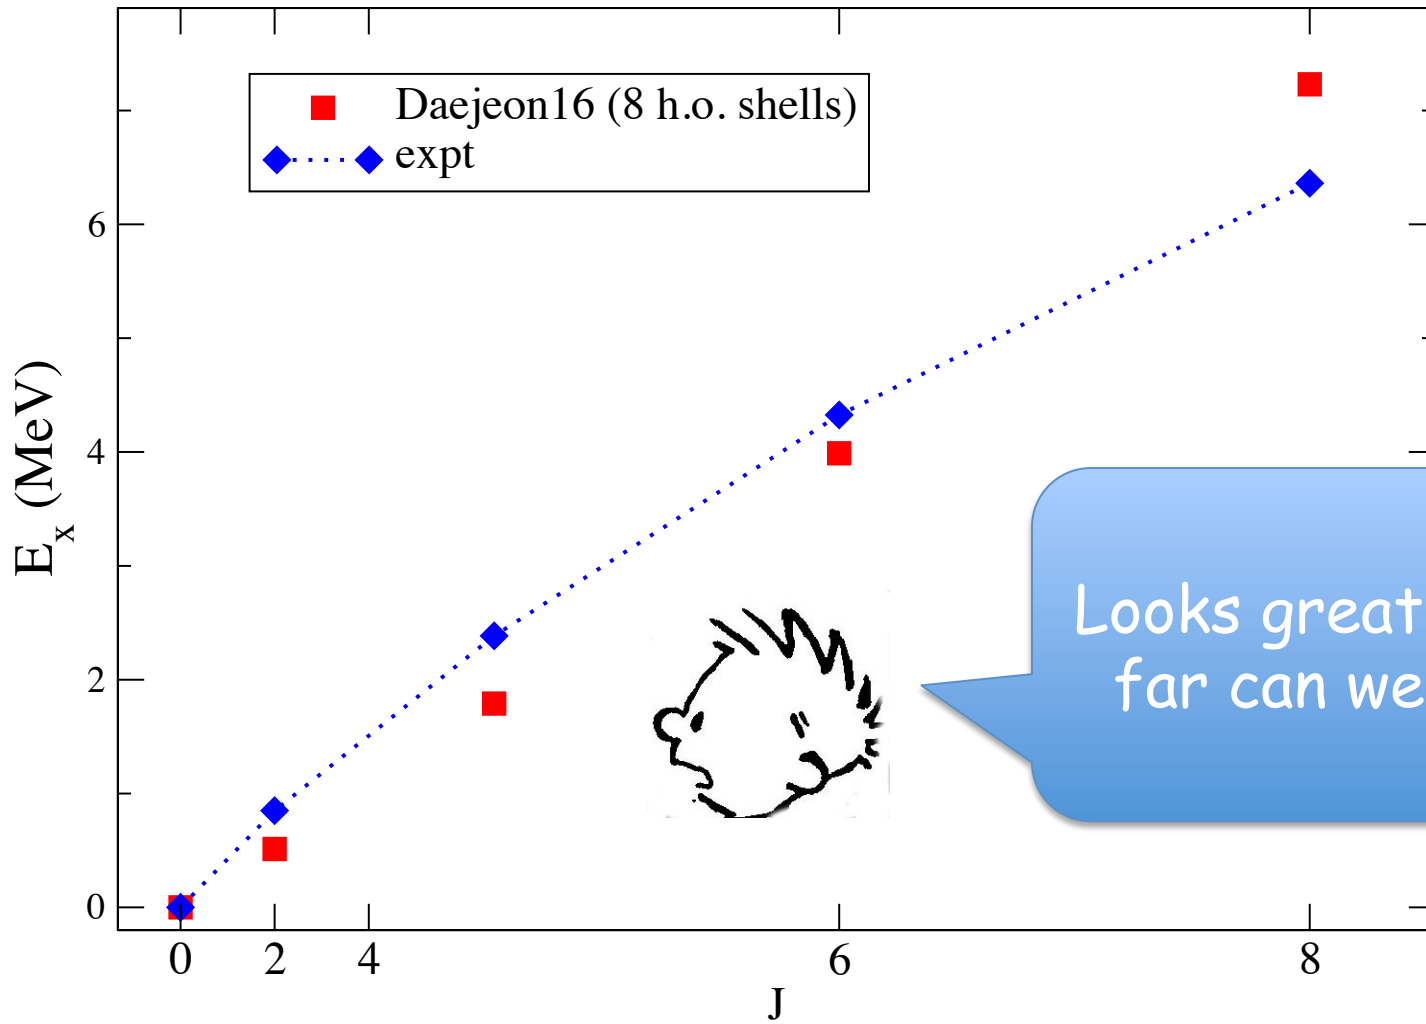 Daejeon16 (8 h.o. shells)
expt
6
4
2
0
E_x (MeV)
Looks great
far can we
0 2 4 6 8
J